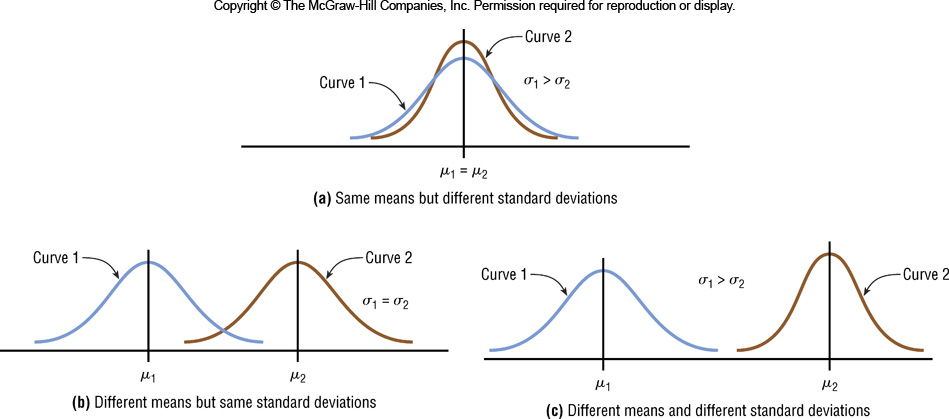 Copyright © The McGraw-Hill Companies, Inc. Permission required for reproduction or display.
Curve 2
Curve 1
σ₁ > σ₂
μ₁ = μ₂
(a) Same means but different standard deviations
Curve 1
Curve 2
σ₁ = σ₂
μ₁
μ₂
(b) Different means but same standard deviations
Curve 1
σ₁ > σ₂
Curve 2
μ₁
μ₂
(c) Different means and different standard deviations